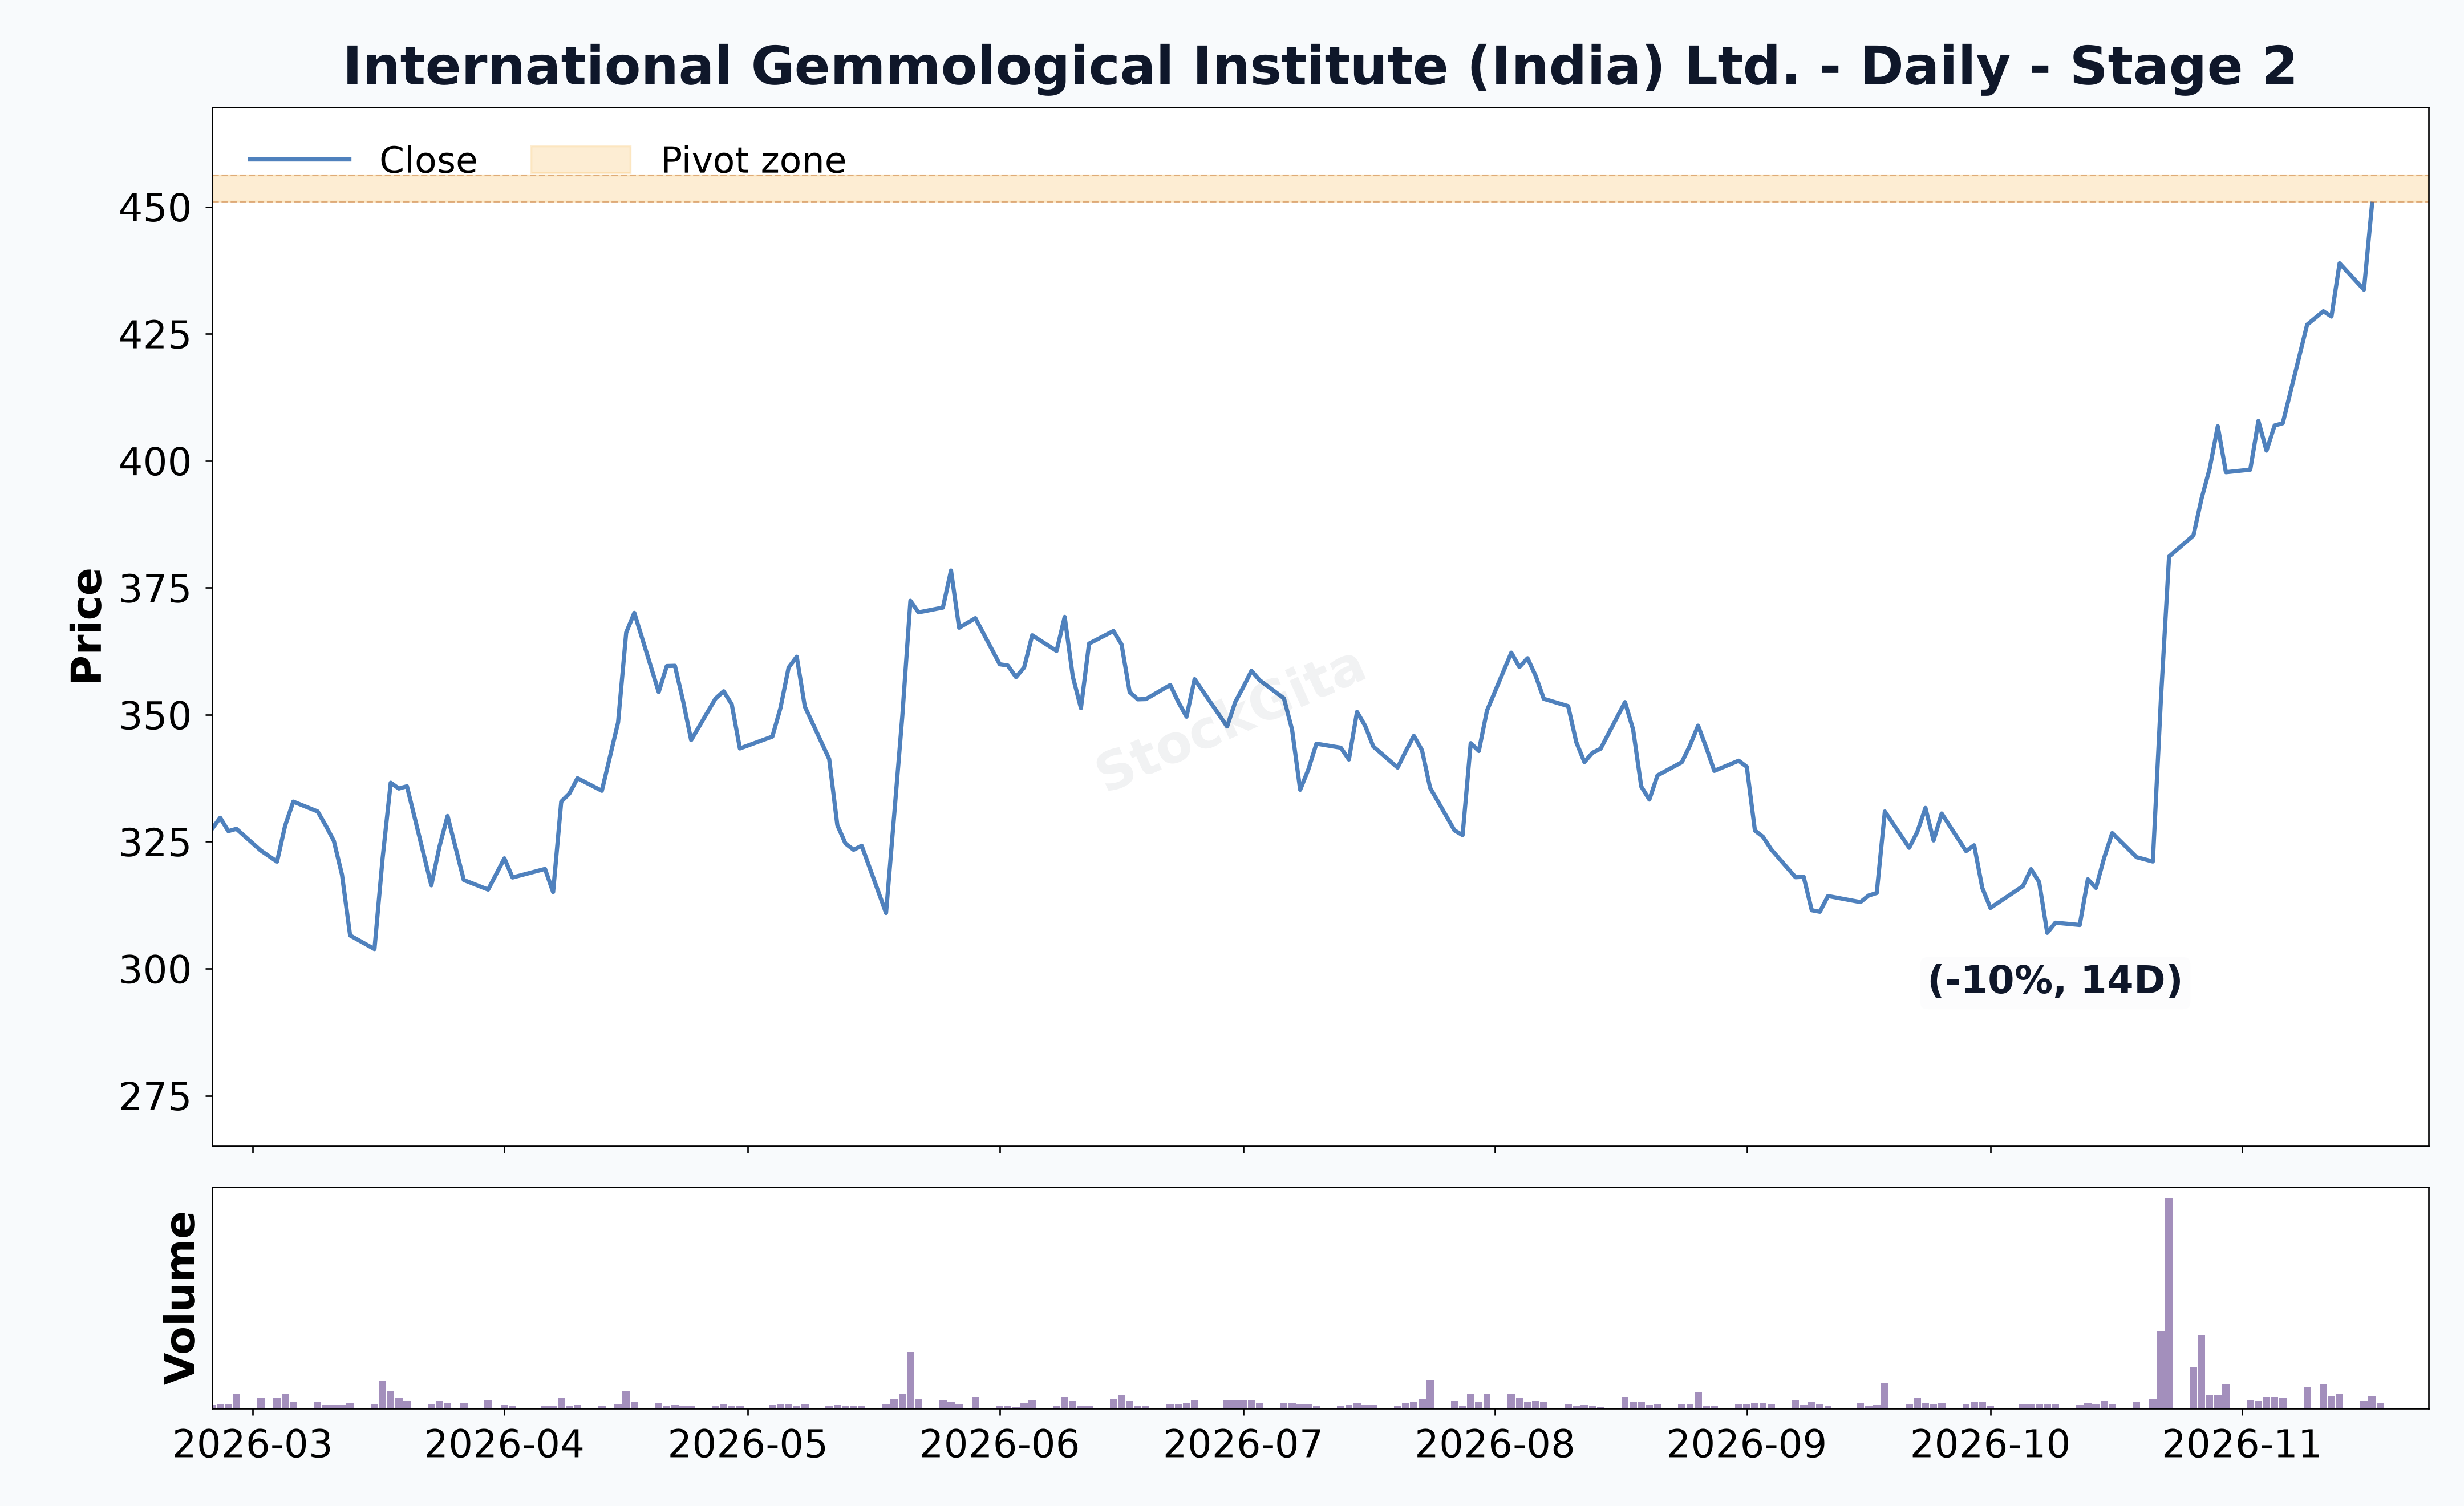 International Gemmological Institute (India) Ltd. - Daily - Stage 2
Close
Pivot zone
450
425
400
375
350
325
300
275
Price
StockGita
(-10%, 14D)
Volume
2026-03
2026-04
2026-05
2026-06
2026-07
2026-08
2026-09
2026-10
2026-11